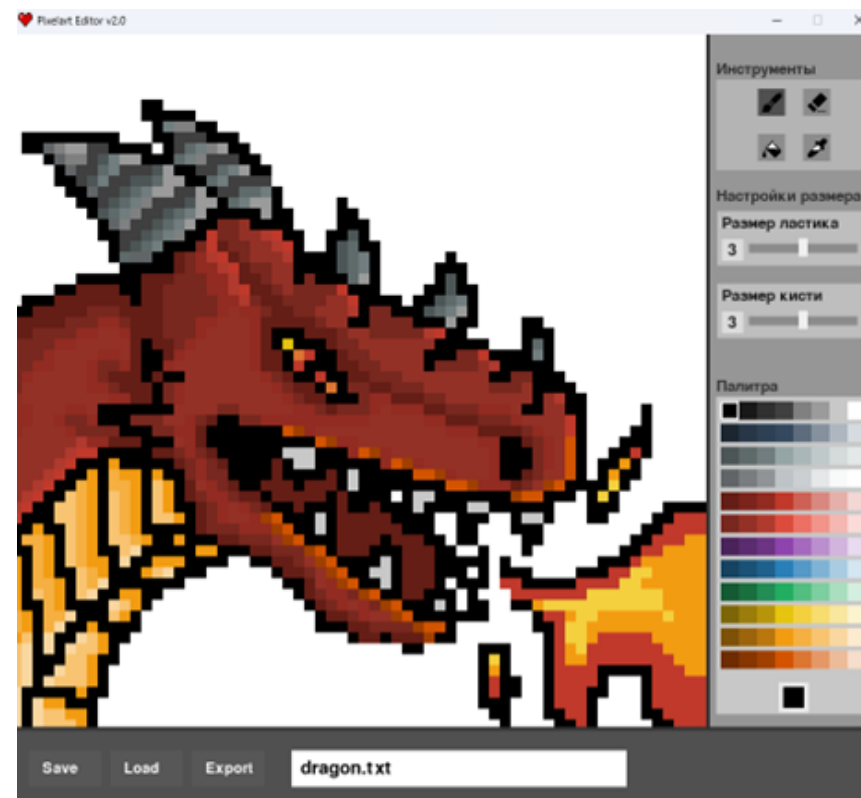 Pixelart Editor v2.0
Инструменты
Настройки размера
Размер ластика
3
Размер кисти
3
Палитра
Save
Load
Export
dragon.txt